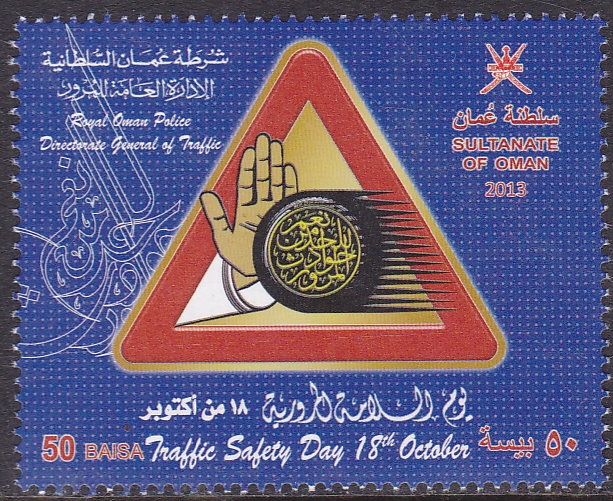 شرطة عمان السلطانية
الإدارة العامة للمرور
Royal Oman Police
Directorate General of Traffic
سلطنة عُمان
SULTANATE
OF OMAN
2013
يوم السلامة المرورية ١٨ من أكتوبر
50 BAISA Traffic Safety Day 18th October ٥٠ بيسة